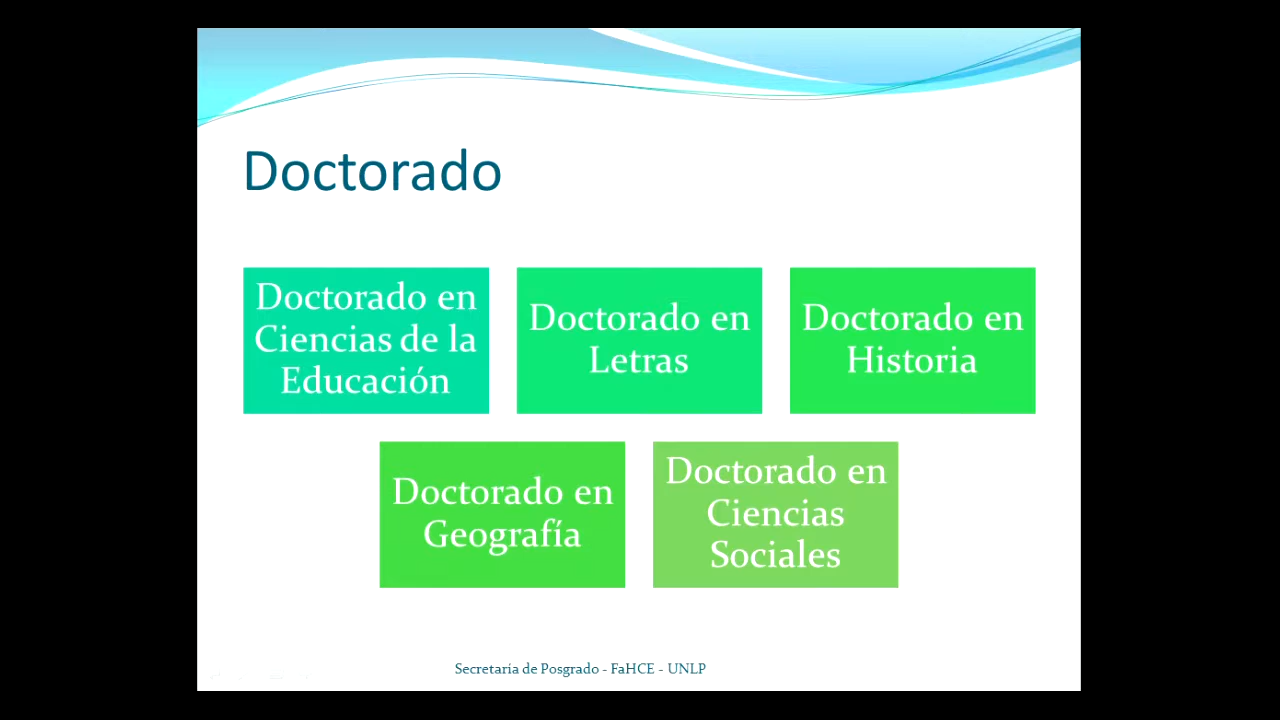 Doctorado
Doctorado en
Ciencias de la
Educación
Doctorado en
Letras
Doctorado en
Historia
Doctorado en
Geografía
Doctorado en
Ciencias
Sociales
Secretaría de Posgrado - FaHCE - UNLP